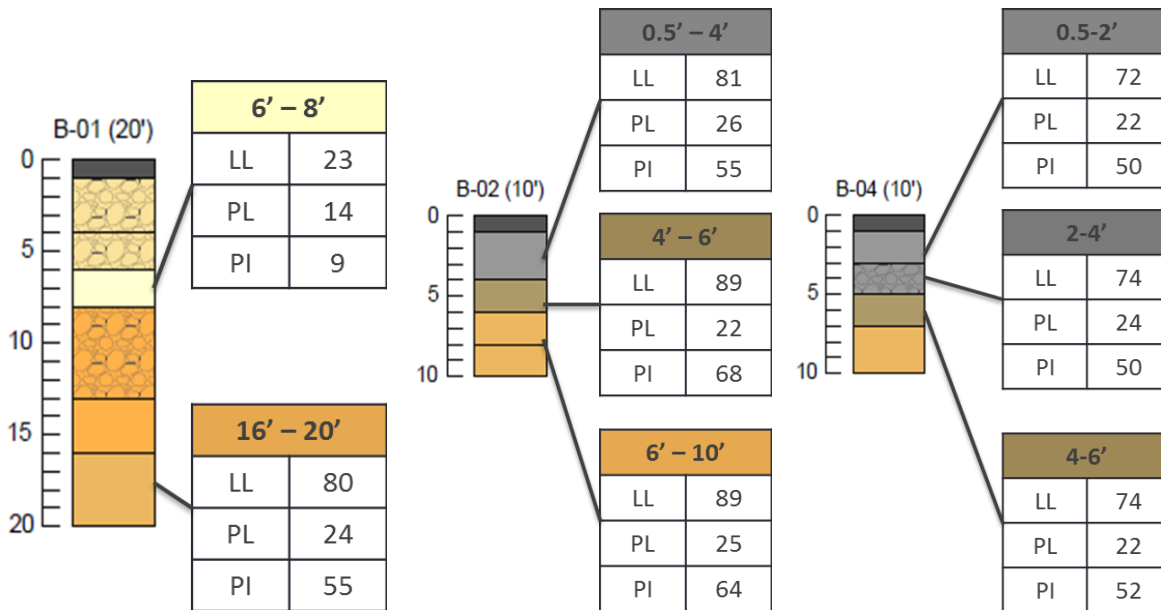 B-01 (20')
0
5
10
15
20
6’ – 8’
LL 23
PL 14
PI 9
16’ – 20’
LL 80
PL 24
PI 55
B-02 (10')
0
5
10
0.5’ – 4’
LL 81
PL 26
PI 55
4’ – 6’
LL 89
PL 22
PI 68
6’ – 10’
LL 89
PL 25
PI 64
B-04 (10')
0
5
10
0.5-2’
LL 72
PL 22
PI 50
2-4’
LL 74
PL 24
PI 50
4-6’
LL 74
PL 22
PI 52